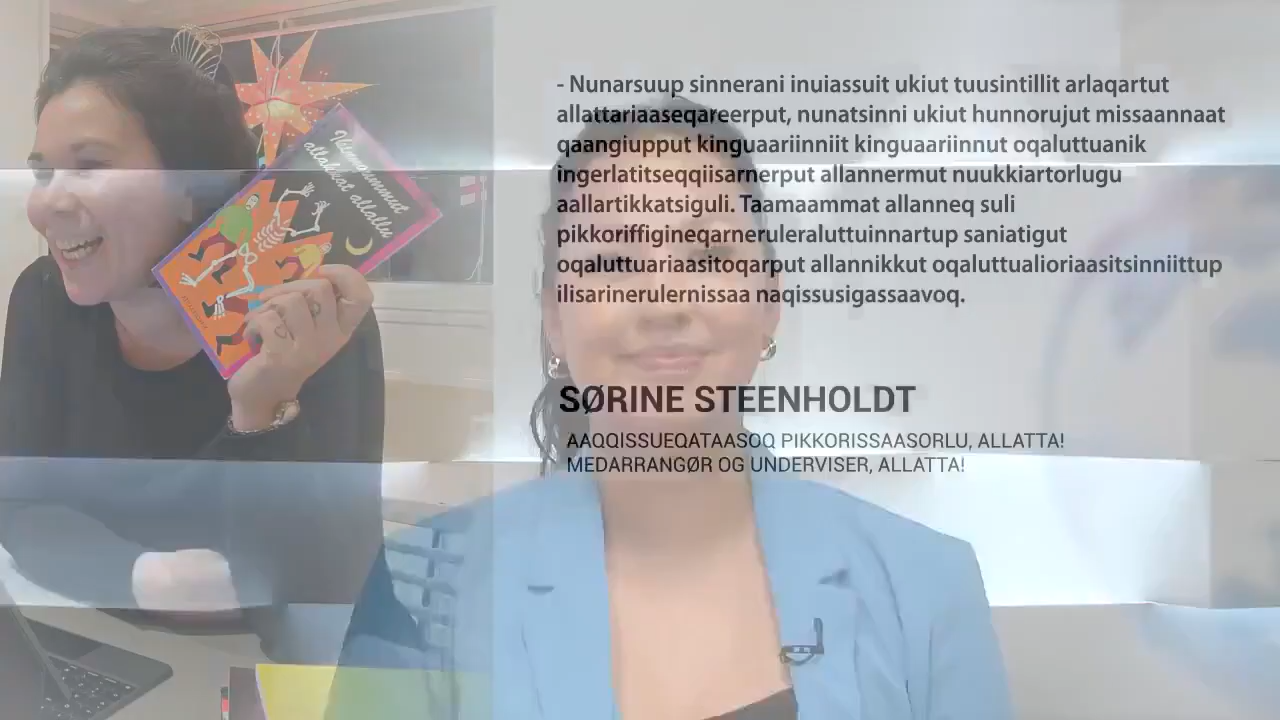 - Nunarsuup sinnerani inuiassuit ukiut tuusintillit arlaqartut
allattariaaseqareerput, nunatsinni ukiut hunnorujut missaannaat
qaangiupput kinguaariinniit kinguaariinnut oqaluttuanik
ingerlatitseqqiisarnerput allannermut nuukkiartorlugu
aallartikkatsiguli. Taamaammat allanneq suli
pikkoriffigineqarneruleraluttuinnartup saniatigut
oqaluttuariaasitoqarput allannikkut oqaluttualioriaasitsinniittup
ilisarinerulernissaa naqissusigassaavoq.
SØRINE STEENHOLDT
AAQQISSUEQATAASOQ PIKKORISSAASORLU, ALLATTA!
MEDARRANGØR OG UNDERVISER, ALLATTA!
allakkat allallu